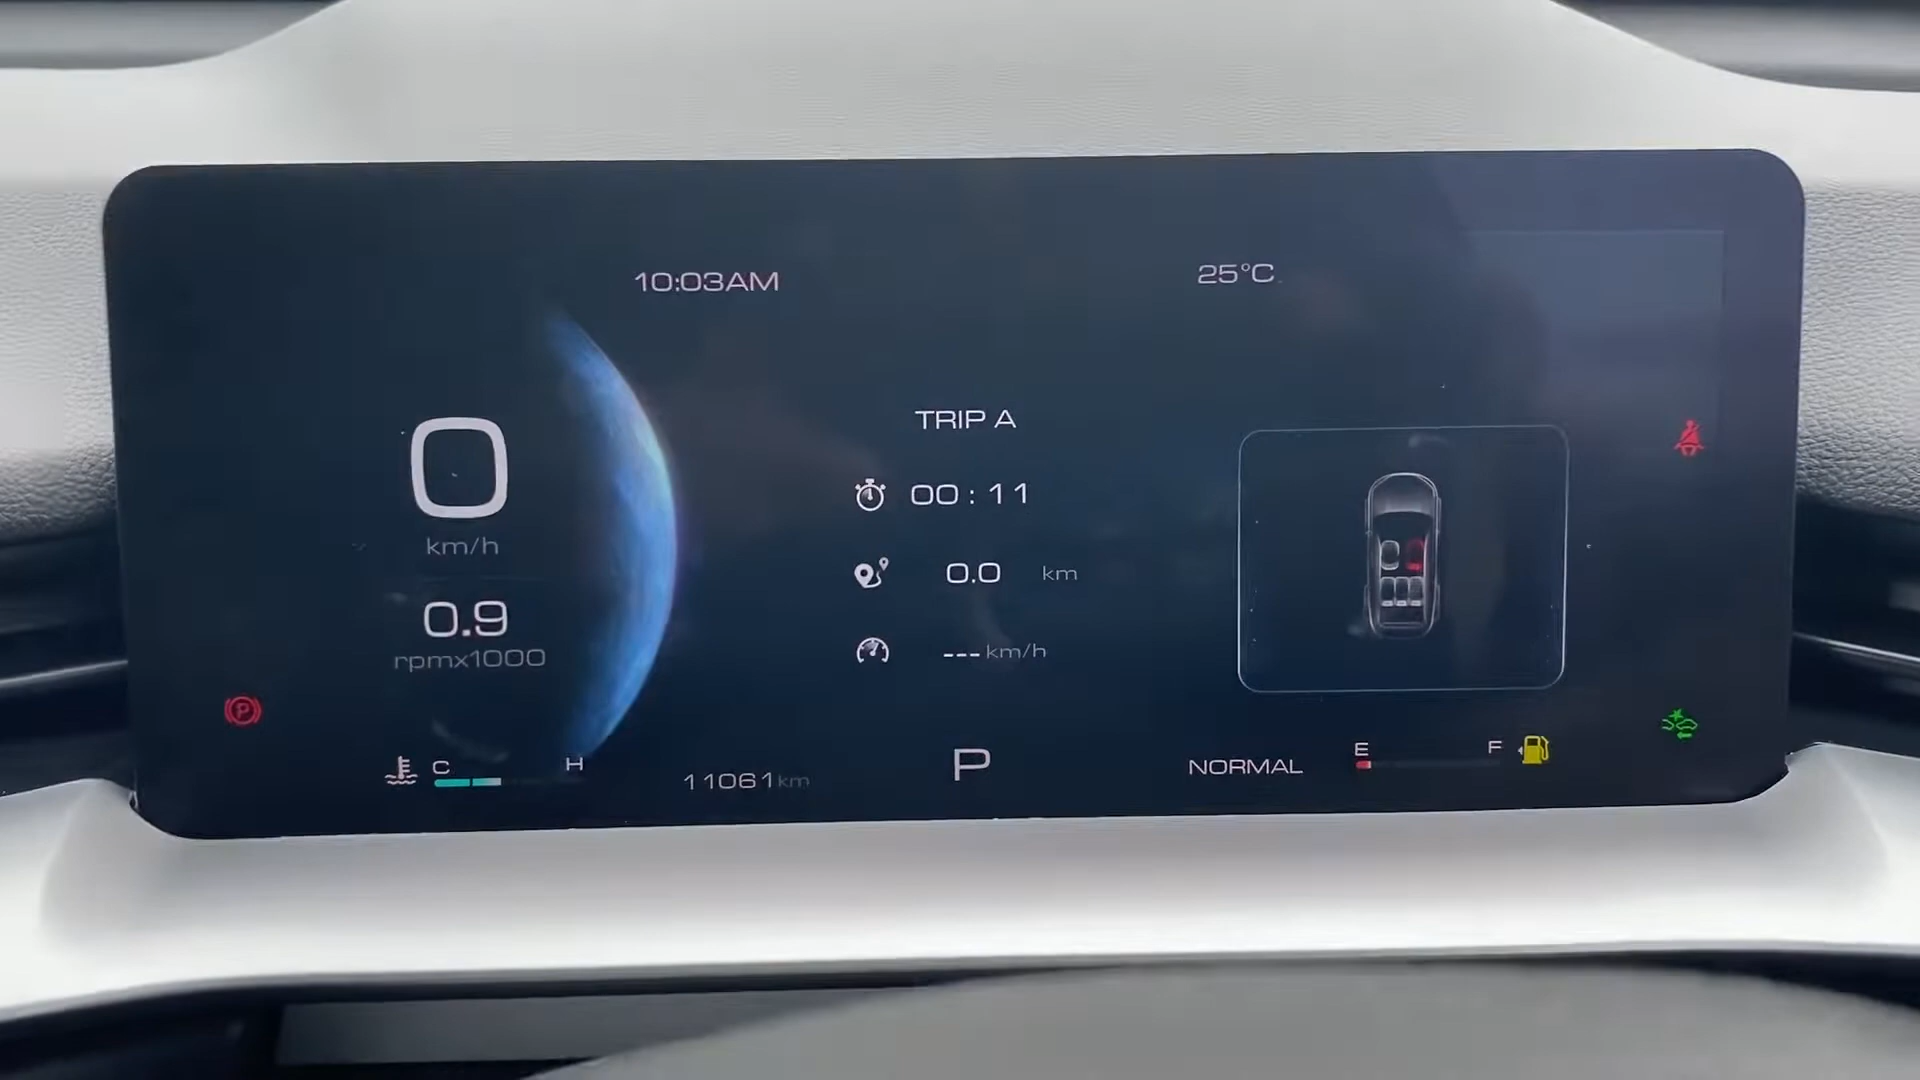 10:03AM
25°C
TRIP A
0
km/h
00:11
0.0 km
0.9
rpmx1000
---km/h
P
C H
11061km
P
NORMAL
E F